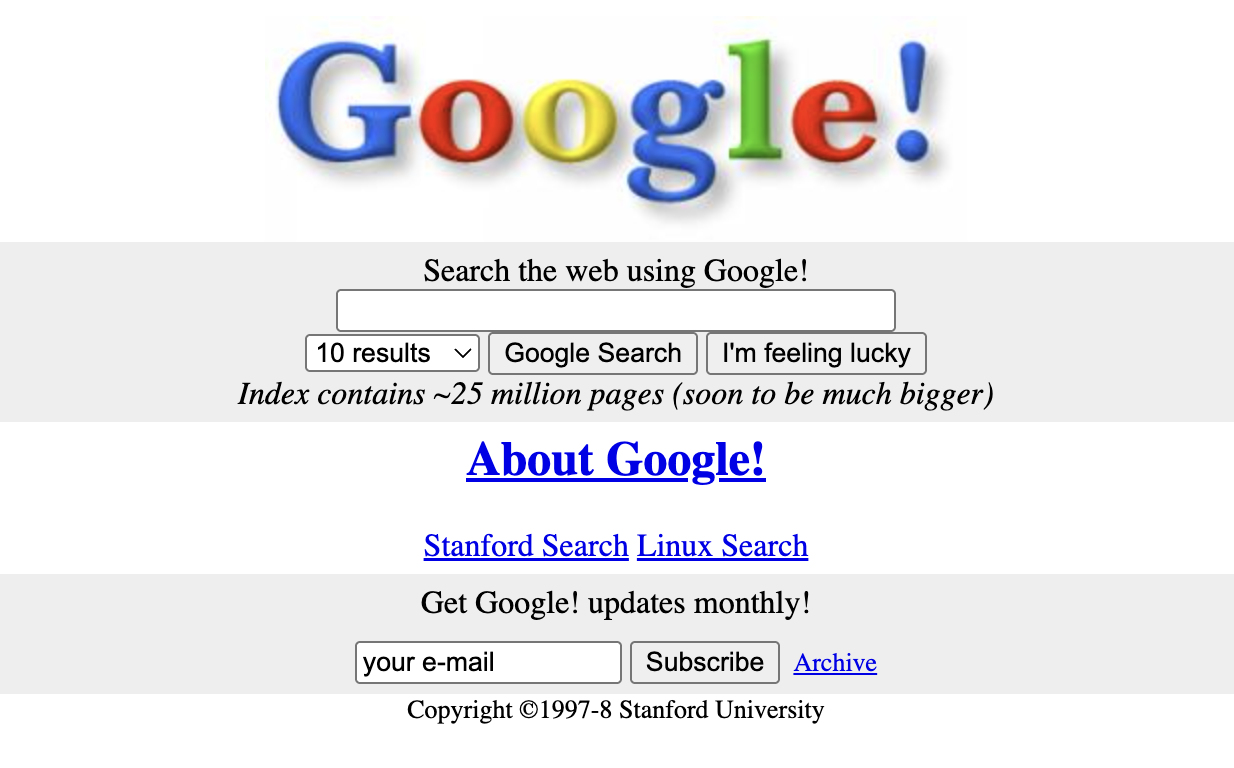 Google!
Search the web using Google!
10 results Google Search I'm feeling lucky
Index contains ~25 million pages (soon to be much bigger)
About Google!
Stanford Search Linux Search
Get Google! updates monthly!
your e-mail Subscribe Archive
Copyright ©1997-8 Stanford University